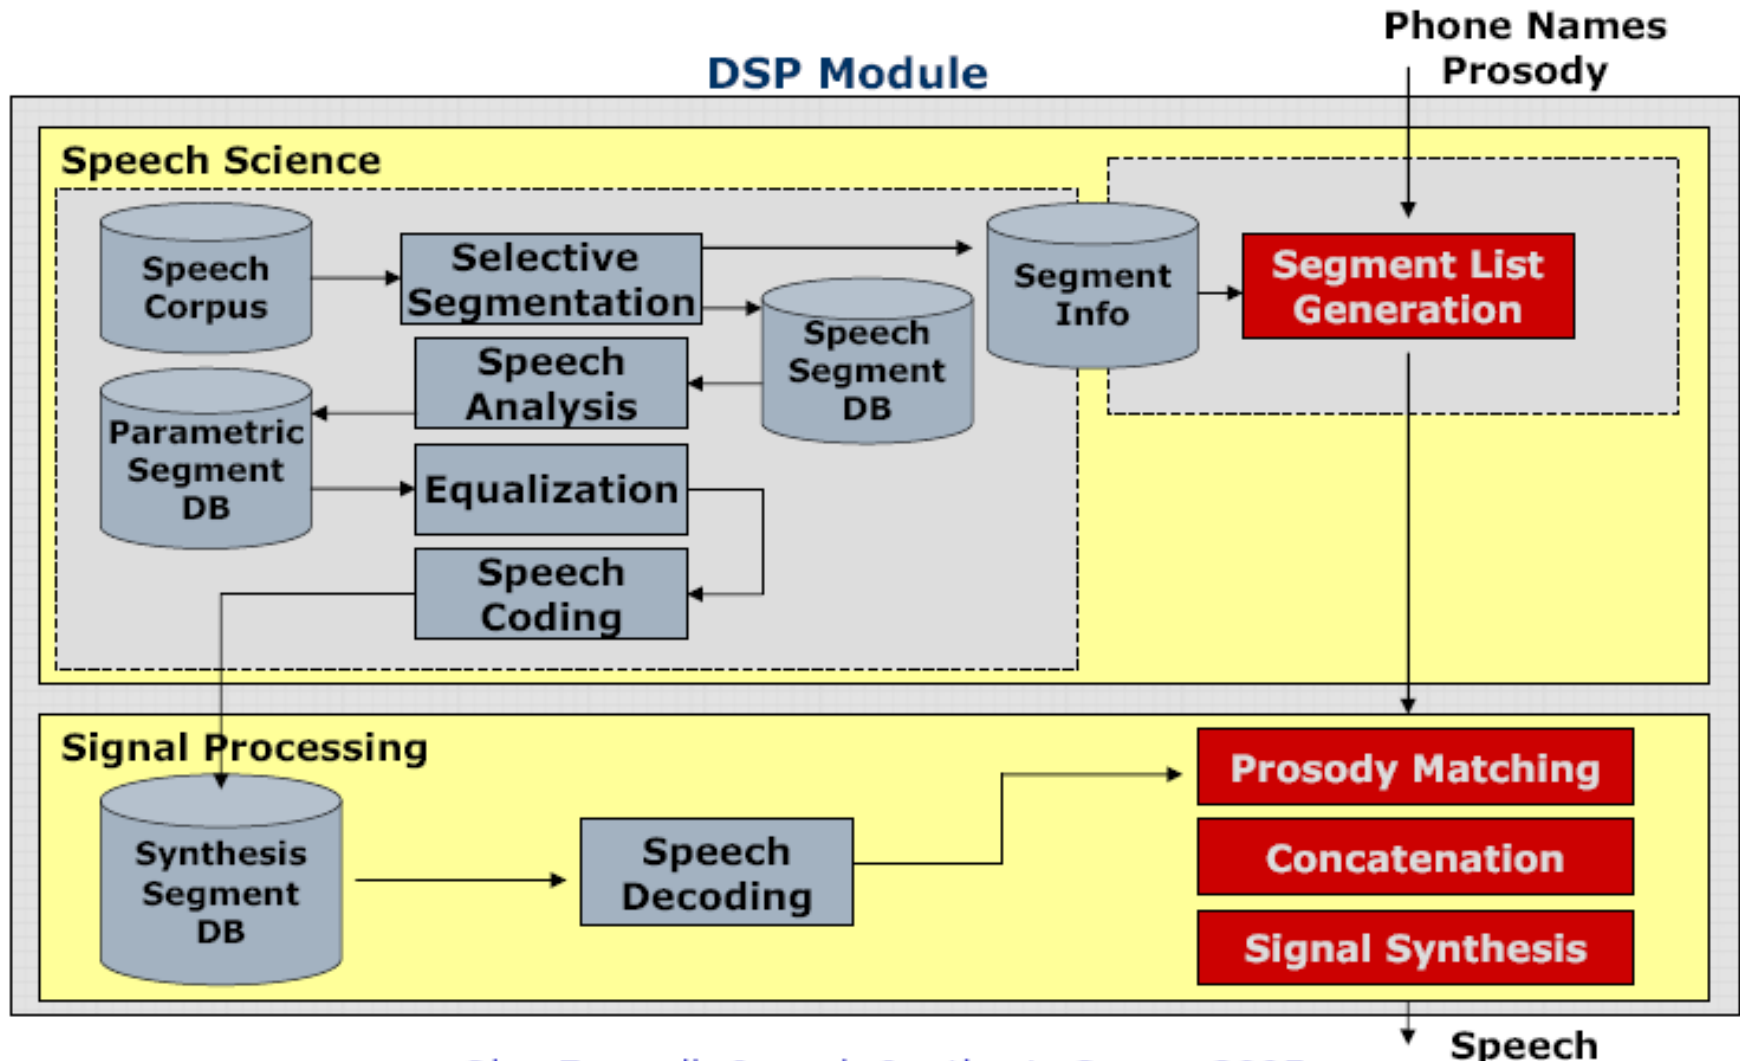 Phone Names
Prosody
DSP Module
Speech Science
Speech
Corpus
Selective
Segmentation
Segment
Info
Segment List
Generation
Speech
Segment
DB
Speech
Analysis
Parametric
Segment
DB
Equalization
Speech
Coding
Signal Processing
Synthesis
Segment
DB
Speech
Decoding
Prosody Matching
Concatenation
Signal Synthesis
Speech